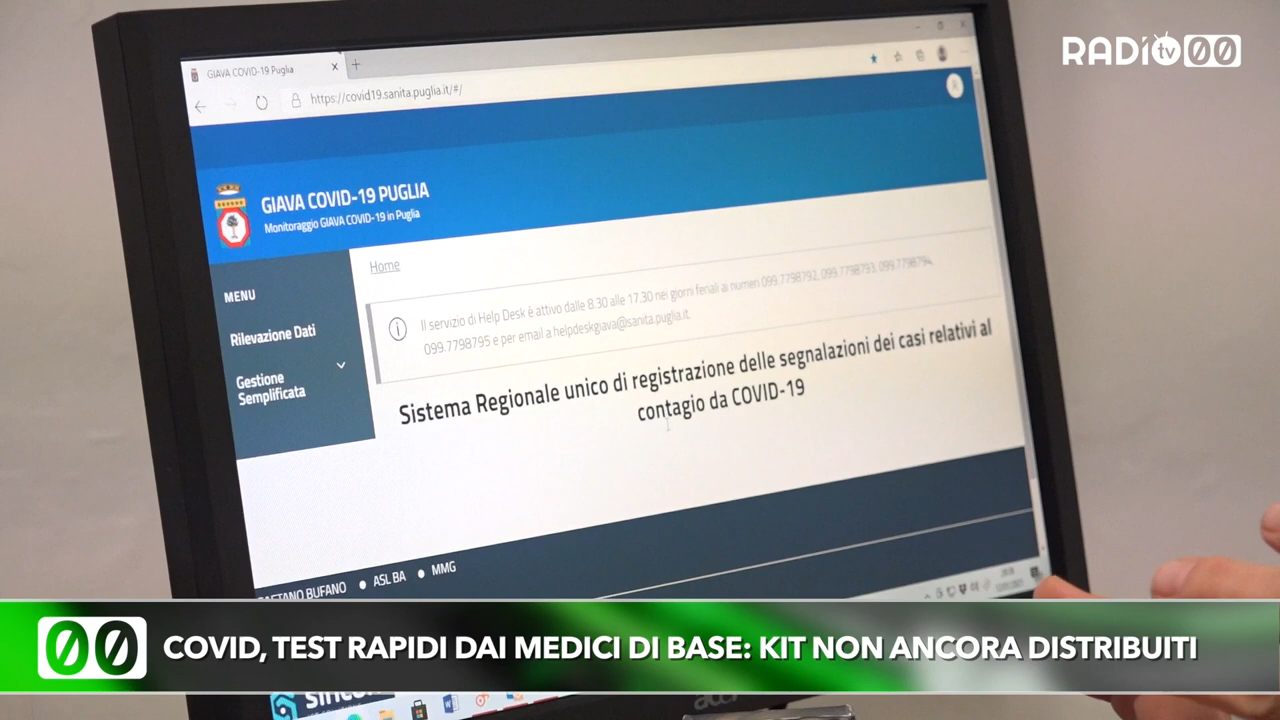 RADIO tv 00
GIAVA COVID-19 Puglia
https://covid19.sanita.puglia.it/#/
GIAVA COVID-19 PUGLIA
Monitoraggio GIAVA COVID-19 in Puglia
MENU
Rilevazione Dati
Gestione
Semplificata
Home
Il servizio di Help Desk è attivo dalle 8.30 alle 17.30 nei giorni feriali ai numeri 099.7798792, 099.7798793, 099.7798794,
099.7798795 e per email a helpdeskgiava@sanita.puglia.it.
Sistema Regionale unico di registrazione delle segnalazioni dei casi relativi al
contagio da COVID-19
GAETANO BUFANO ● ASL BA ● MMG
00 COVID, TEST RAPIDI DAI MEDICI DI BASE: KIT NON ANCORA DISTRIBUITI